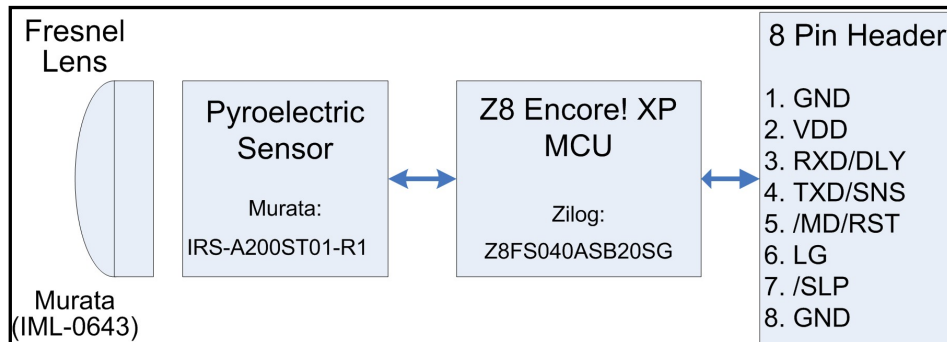 Fresnel
Lens
Murata
(IML-0643)
Pyroelectric
Sensor
Murata:
IRS-A200ST01-R1
Z8 Encore! XP
MCU
Zilog:
Z8FS040ASB20SG
8 Pin Header
1. GND
2. VDD
3. RXD/DLY
4. TXD/SNS
5. /MD/RST
6. LG
7. /SLP
8. GND